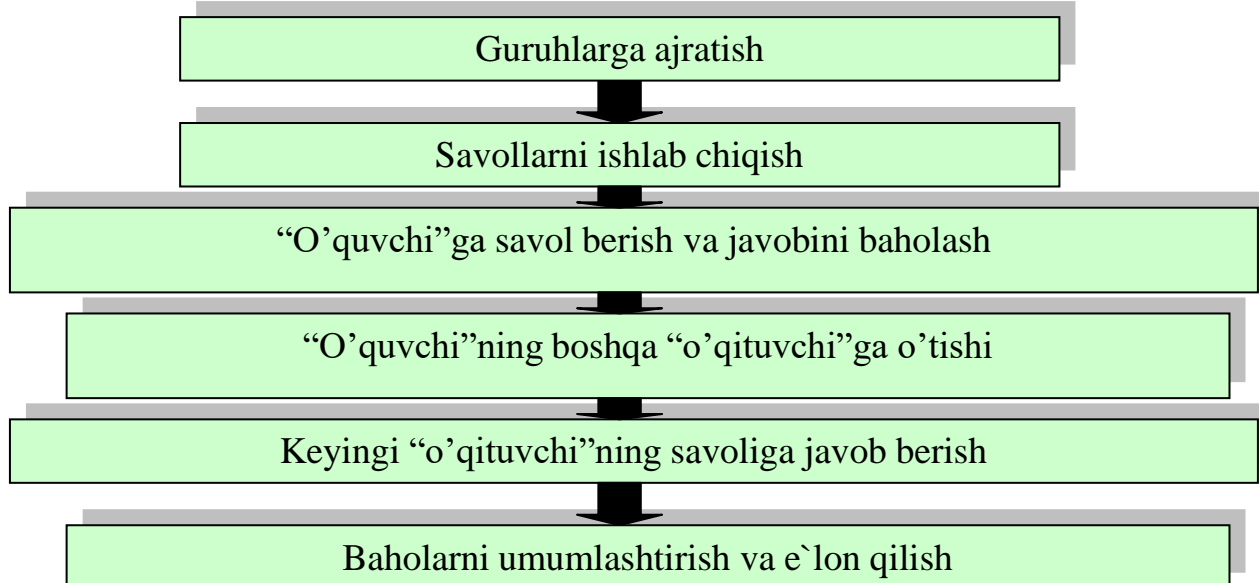 Guruhlarga ajratish
Savollarni ishlab chiqish
“O’quvchi”ga savol berish va javobini baholash
“O’quvchi”ning boshqa “o’qituvchi”ga o’tishi
Keyingi “o’qituvchi”ning savoliga javob berish
Baholarni umumlashtirish va e`lon qilish